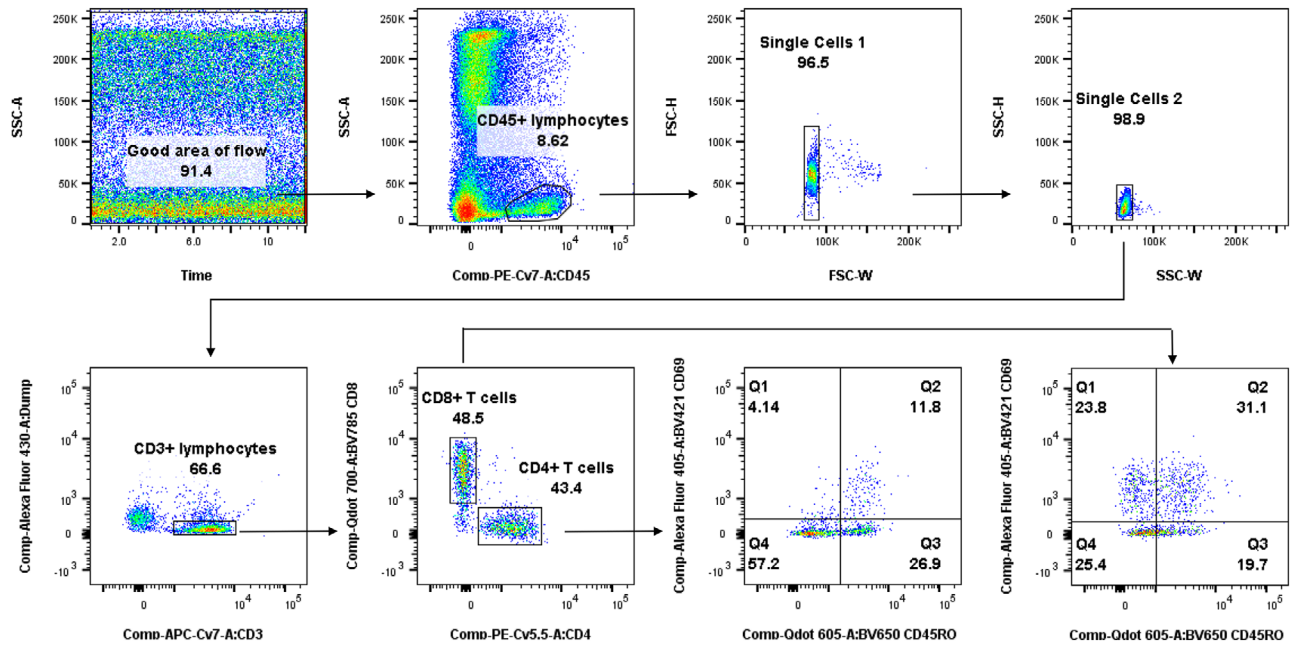 250K
200K
150K
100K
50K
0
SSC-A
Good area of flow
91.4
2.0
6.0
10
Time
250K
200K
150K
100K
50K
0
SSC-A
CD45+ lymphocytes
8.62
0
10^4
10^5
Comp-PE-Cy7-A:CD45
250K
200K
150K
100K
50K
0
FSC-H
Single Cells 1
96.5
0
100K
200K
FSC-W
250K
200K
150K
100K
50K
0
SSC-H
Single Cells 2
98.9
0
100K
200K
SSC-W
Comp-Alexa Fluor 430-A:Dump
10^5
10^4
10^3
0
-10^3
CD3+ lymphocytes
66.6
0
10^4
10^5
Comp-APC-Cy7-A:CD3
Comp-Qdot 700-A:BV785 CD8
10^5
10^4
10^3
0
-10^3
CD8+ T cells
48.5
CD4+ T cells
43.4
0
10^4
10^5
Comp-PE-Cy5.5-A:CD4
Comp-Alexa Fluor 405-A:BV421 CD69
10^5
10^4
10^3
0
-10^3
Q1
4.14
Q2
11.8
Q4
57.2
Q3
26.9
0
10^4
10^5
Comp-Qdot 605-A:BV650 CD45RO
Comp-Alexa Fluor 405-A:BV421 CD69
10^5
10^4
10^3
0
-10^3
Q1
23.8
Q2
31.1
Q4
25.4
Q3
19.7
0
10^4
10^5
Comp-Qdot 605-A:BV650 CD45RO